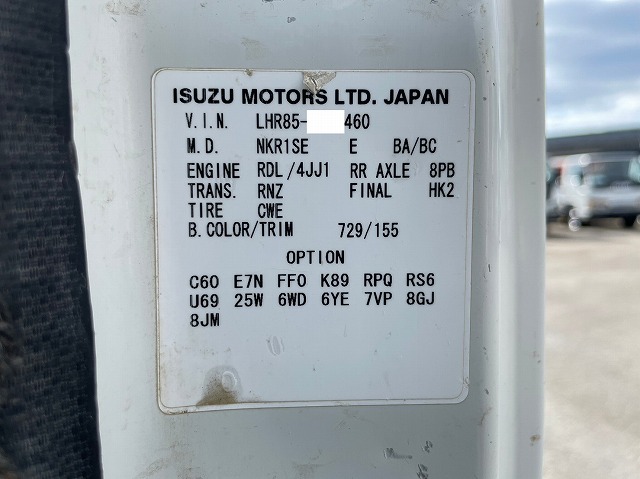 ISUZU MOTORS LTD. JAPAN
V.I.N. LHR85- 460
M.D. NKR1SE E BA/BC
ENGINE RDL/4JJ1 RR AXLE 8PB
TRANS. RNZ FINAL HK2
TIRE CWE
B.COLOR/TRIM 729/155
OPTION
C60 E7N FF0 K89 RPQ RS6
U69 25W 6WD 6YE 7VP 8GJ
8JM